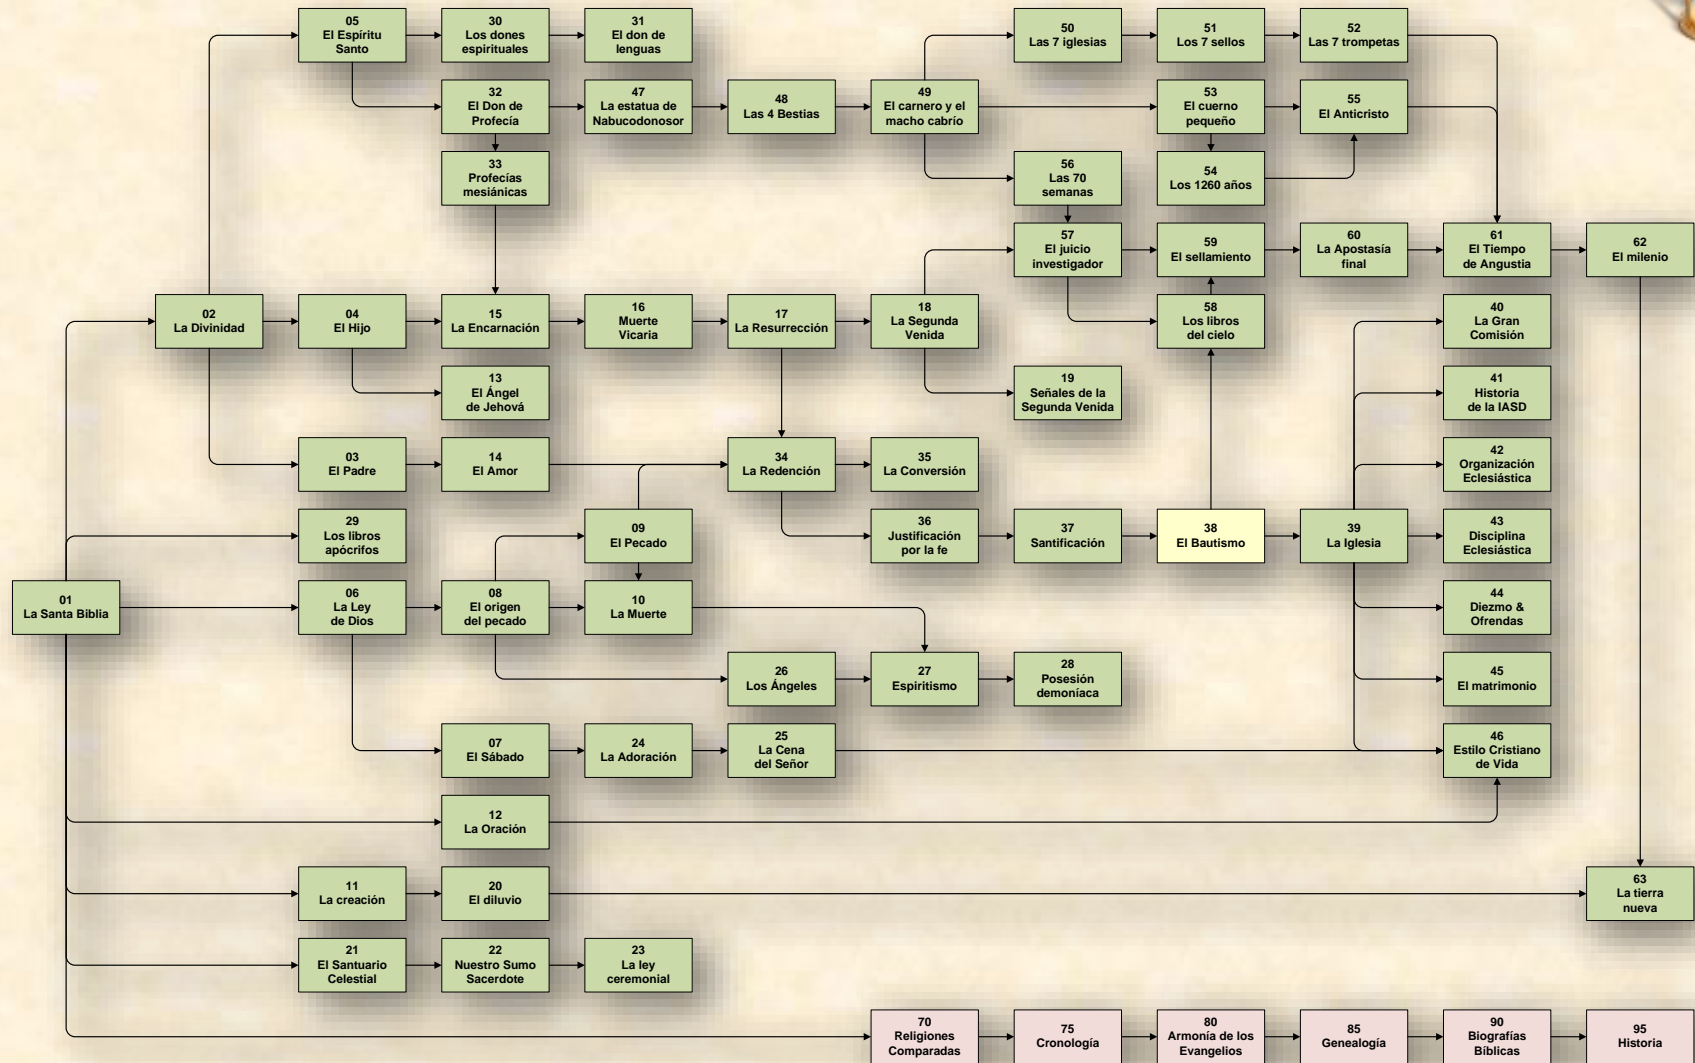 05
El Espíritu
Santo
30
Los dones
espirituales
31
El don de
lenguas
50
Las 7 iglesias
51
Los 7 sellos
52
Las 7 trompetas
32
El Don de
Profecía
47
La estatua de
Nabucodonosor
48
Las 4 Bestias
49
El carnero y el
macho cabrío
53
El cuerno
pequeño
55
El Anticristo
33
Profecías
mesiánicas
56
Las 70
semanas
54
Los 1260 años
57
El juicio
investigador
59
El sellamiento
60
La Apostasía
final
61
El Tiempo
de Angustia
62
El milenio
02
La Divinidad
04
El Hijo
15
La Encarnación
16
Muerte
Vicaria
17
La Resurrección
18
La Segunda
Venida
58
Los libros
del cielo
40
La Gran
Comisión
13
El Ángel
de Jehová
19
Señales de la
Segunda Venida
41
Historia
de la IASD
03
El Padre
14
El Amor
34
La Redención
35
La Conversión
42
Organización
Eclesiástica
29
Los libros
apócrifos
09
El Pecado
36
Justificación
por la fe
37
Santificación
38
El Bautismo
39
La Iglesia
43
Disciplina
Eclesiástica
01
La Santa Biblia
06
La Ley
de Dios
08
El origen
del pecado
10
La Muerte
44
Diezmo &
Ofrendas
26
Los Ángeles
27
Espiritismo
28
Posesión
demoníaca
45
El matrimonio
07
El Sábado
24
La Adoración
25
La Cena
del Señor
46
Estilo Cristiano
de Vida
12
La Oración
11
La creación
20
El diluvio
63
La tierra
nueva
21
El Santuario
Celestial
22
Nuestro Sumo
Sacerdote
23
La ley
ceremonial
70
Religiones
Comparadas
75
Cronología
80
Armonía de los
Evangelios
85
Genealogía
90
Biografías
Bíblicas
95
Historia